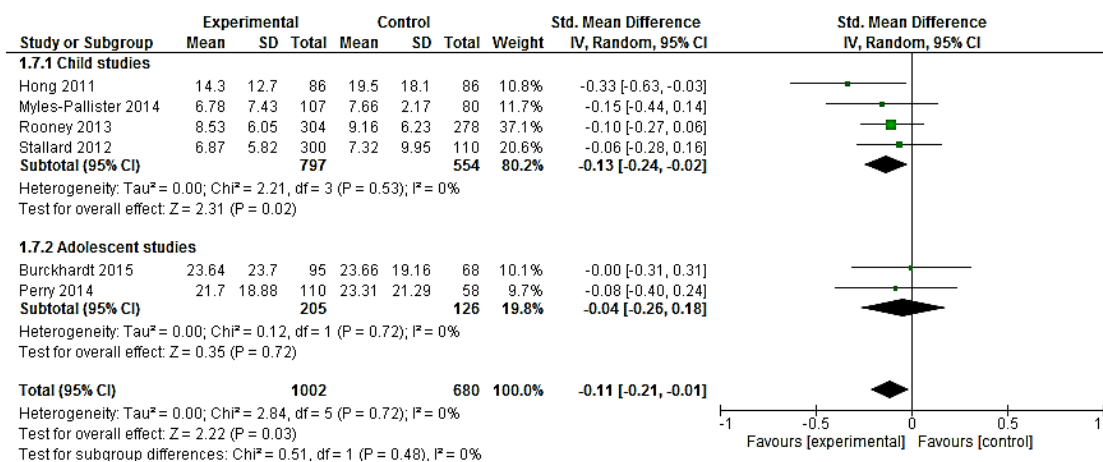 Experimental Control Std. Mean Difference Std. Mean Difference
Study or Subgroup Mean SD Total Mean SD Total Weight IV, Random, 95% CI IV, Random, 95% CI
1.7.1 Child studies
Hong 2011 14.3 12.7 86 19.5 18.1 86 10.8% -0.33 [-0.63, -0.03]
Myles-Pallister 2014 6.78 7.43 107 7.66 2.17 80 11.7% -0.15 [-0.44, 0.14]
Rooney 2013 8.53 6.05 304 9.16 6.23 278 37.1% -0.10 [-0.27, 0.06]
Stallard 2012 6.87 5.82 300 7.32 9.95 110 20.6% -0.06 [-0.28, 0.16]
Subtotal (95% CI) 797 554 80.2% -0.13 [-0.24, -0.02]
Heterogeneity: Tau² = 0.00; Chi² = 2.21, df = 3 (P = 0.53); I² = 0%
Test for overall effect: Z = 2.31 (P = 0.02)
1.7.2 Adolescent studies
Burckhardt 2015 23.64 23.7 95 23.66 19.16 68 10.1% -0.00 [-0.31, 0.31]
Perry 2014 21.7 18.88 110 23.31 21.29 58 9.7% -0.08 [-0.40, 0.24]
Subtotal (95% CI) 205 126 19.8% -0.04 [-0.26, 0.18]
Heterogeneity: Tau² = 0.00; Chi² = 0.12, df = 1 (P = 0.72); I² = 0%
Test for overall effect: Z = 0.35 (P = 0.72)
Total (95% CI) 1002 680 100.0% -0.11 [-0.21, -0.01]
Heterogeneity: Tau² = 0.00; Chi² = 2.84, df = 5 (P = 0.72); I² = 0%
Test for overall effect: Z = 2.22 (P = 0.03)
Test for subgroup differences: Chi² = 0.51, df = 1 (P = 0.48), I² = 0%
-1 -0.5 0 0.5 1
Favours [experimental] Favours [control]